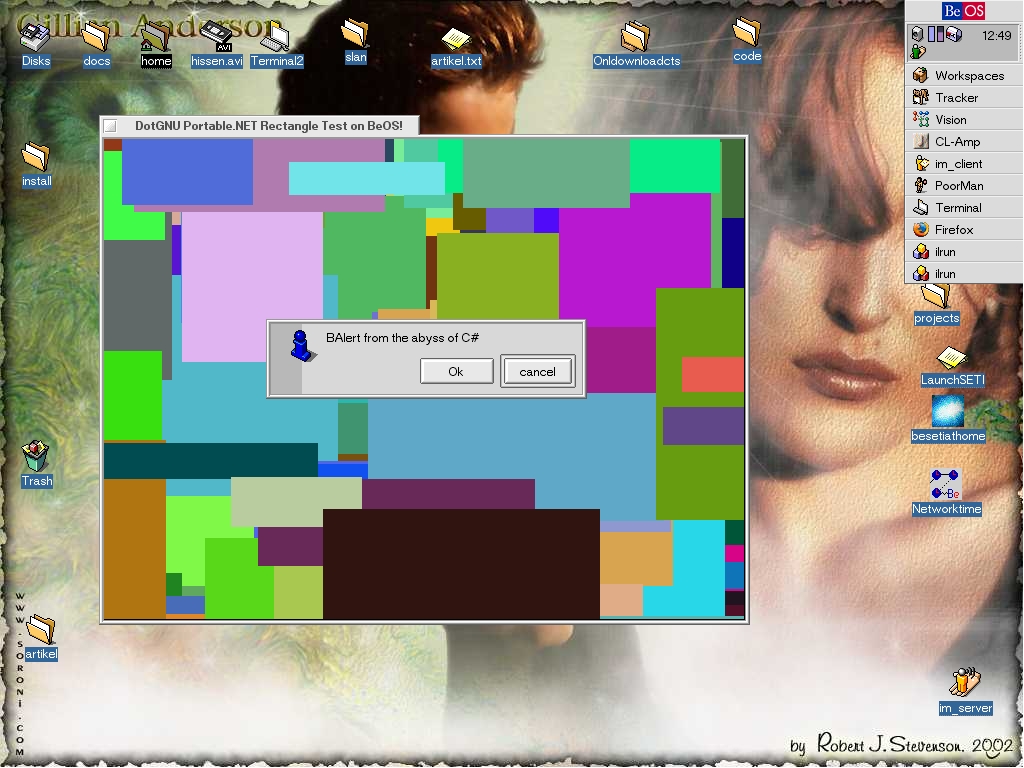 Gillian Anderson
Be OS
12:49
Disks
docs
home
AVI
hissen.avi
Terminal2
slan
artikel.txt
Onldownloadcts
code
Workspaces
Tracker
Vision
CL-Amp
im_client
PoorMan
Terminal
Firefox
ilrun
ilrun
DotGNU Portable.NET Rectangle Test on BeOS!
install
BAlert from the abyss of C#
Ok
cancel
projects
LaunchSETI
besetiathome
Trash
Be
Networktime
WWW.SORONI.COM
artikel
im_server
by Robert J. Stevenson. 2002